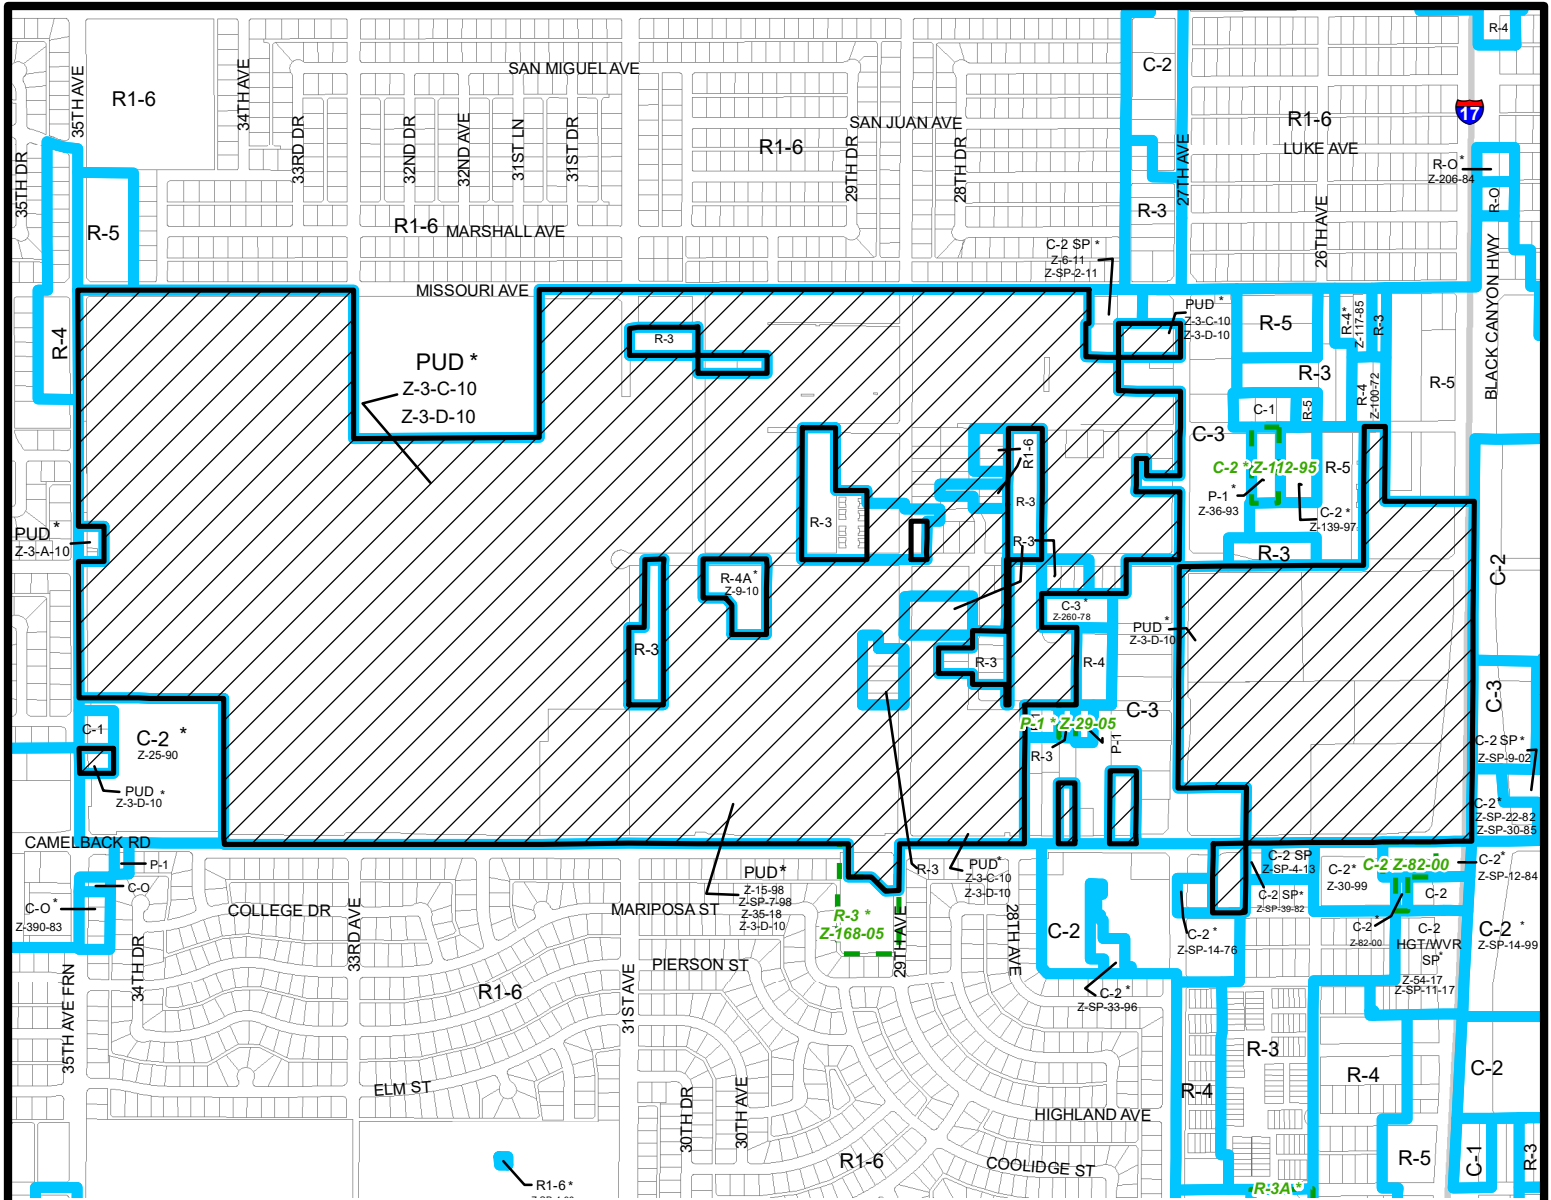 R-4
SAN MIGUEL AVE
C-2
35TH AVE
34TH AVE
R1-6
17
33RD DR
32ND DR
32ND AVE
31ST LN
31ST DR
R1-6
SAN JUAN AVE
29TH DR
28TH DR
27TH AVE
R1-6
LUKE AVE
R-O *
Z-206-84
35TH DR
R-5
R1-6
MARSHALL AVE
R-3
26TH AVE
R-O
C-2 SP *
Z-6-11
Z-SP-2-11
BLACK CANYON HWY
MISSOURI AVE
PUD *
Z-3-C-10
Z-3-D-10
R-4
R-3
R-5
R-4*
Z-117-85
R-3
PUD *
Z-3-C-10
Z-3-D-10
R-3
R-4
Z-100-72
R-5
C-1
R-5
C-3
R1-6
C-2 * Z-112-95
R-5
P-1 *
Z-36-93
C-2 *
Z-139-97
R-3
R-3
R-3
R-3
PUD *
Z-3-A-10
C-2
R-4A *
Z-9-10
C-3 *
Z-260-78
PUD *
Z-3-D-10
R-3
R-3
R-4
C-3
C-3
C-1
C-2 *
Z-25-90
P-1
P-1 * Z-29-05
P-1
R-3
C-2 SP *
Z-SP-9-02
PUD *
Z-3-D-10
C-2 *
Z-SP-22-82
Z-SP-30-85
CAMELBACK RD
P-1
C-O
C-O *
Z-390-83
COLLEGE DR
33RD AVE
34TH DR
PUD *
Z-15-98
Z-SP-7-98
Z-35-18
Z-3-D-10
MARIPOSA ST
R-3 *
Z-168-05
R-3
29TH AVE
PUD *
Z-3-C-10
Z-3-D-10
28TH AVE
C-2
C-2 SP
Z-SP-4-13
C-2 SP *
Z-SP-39-82
C-2 *
Z-30-99
C-2 Z-82-00
C-2 *
Z-SP-12-84
C-2
C-2 *
Z-SP-14-76
C-2 *
Z-82-00
C-2
HGT/WVR
SP *
Z-54-17
Z-SP-11-17
C-2 *
Z-SP-14-99
PIERSON ST
31ST AVE
R1-6
C-2 *
Z-SP-33-96
35TH AVE FRN
ELM ST
30TH DR
30TH AVE
HIGHLAND AVE
R-4
R-3
R-4
C-2
R1-6 *
R1-6
COOLIDGE ST
R-3A *
R-5
C-1
R-3